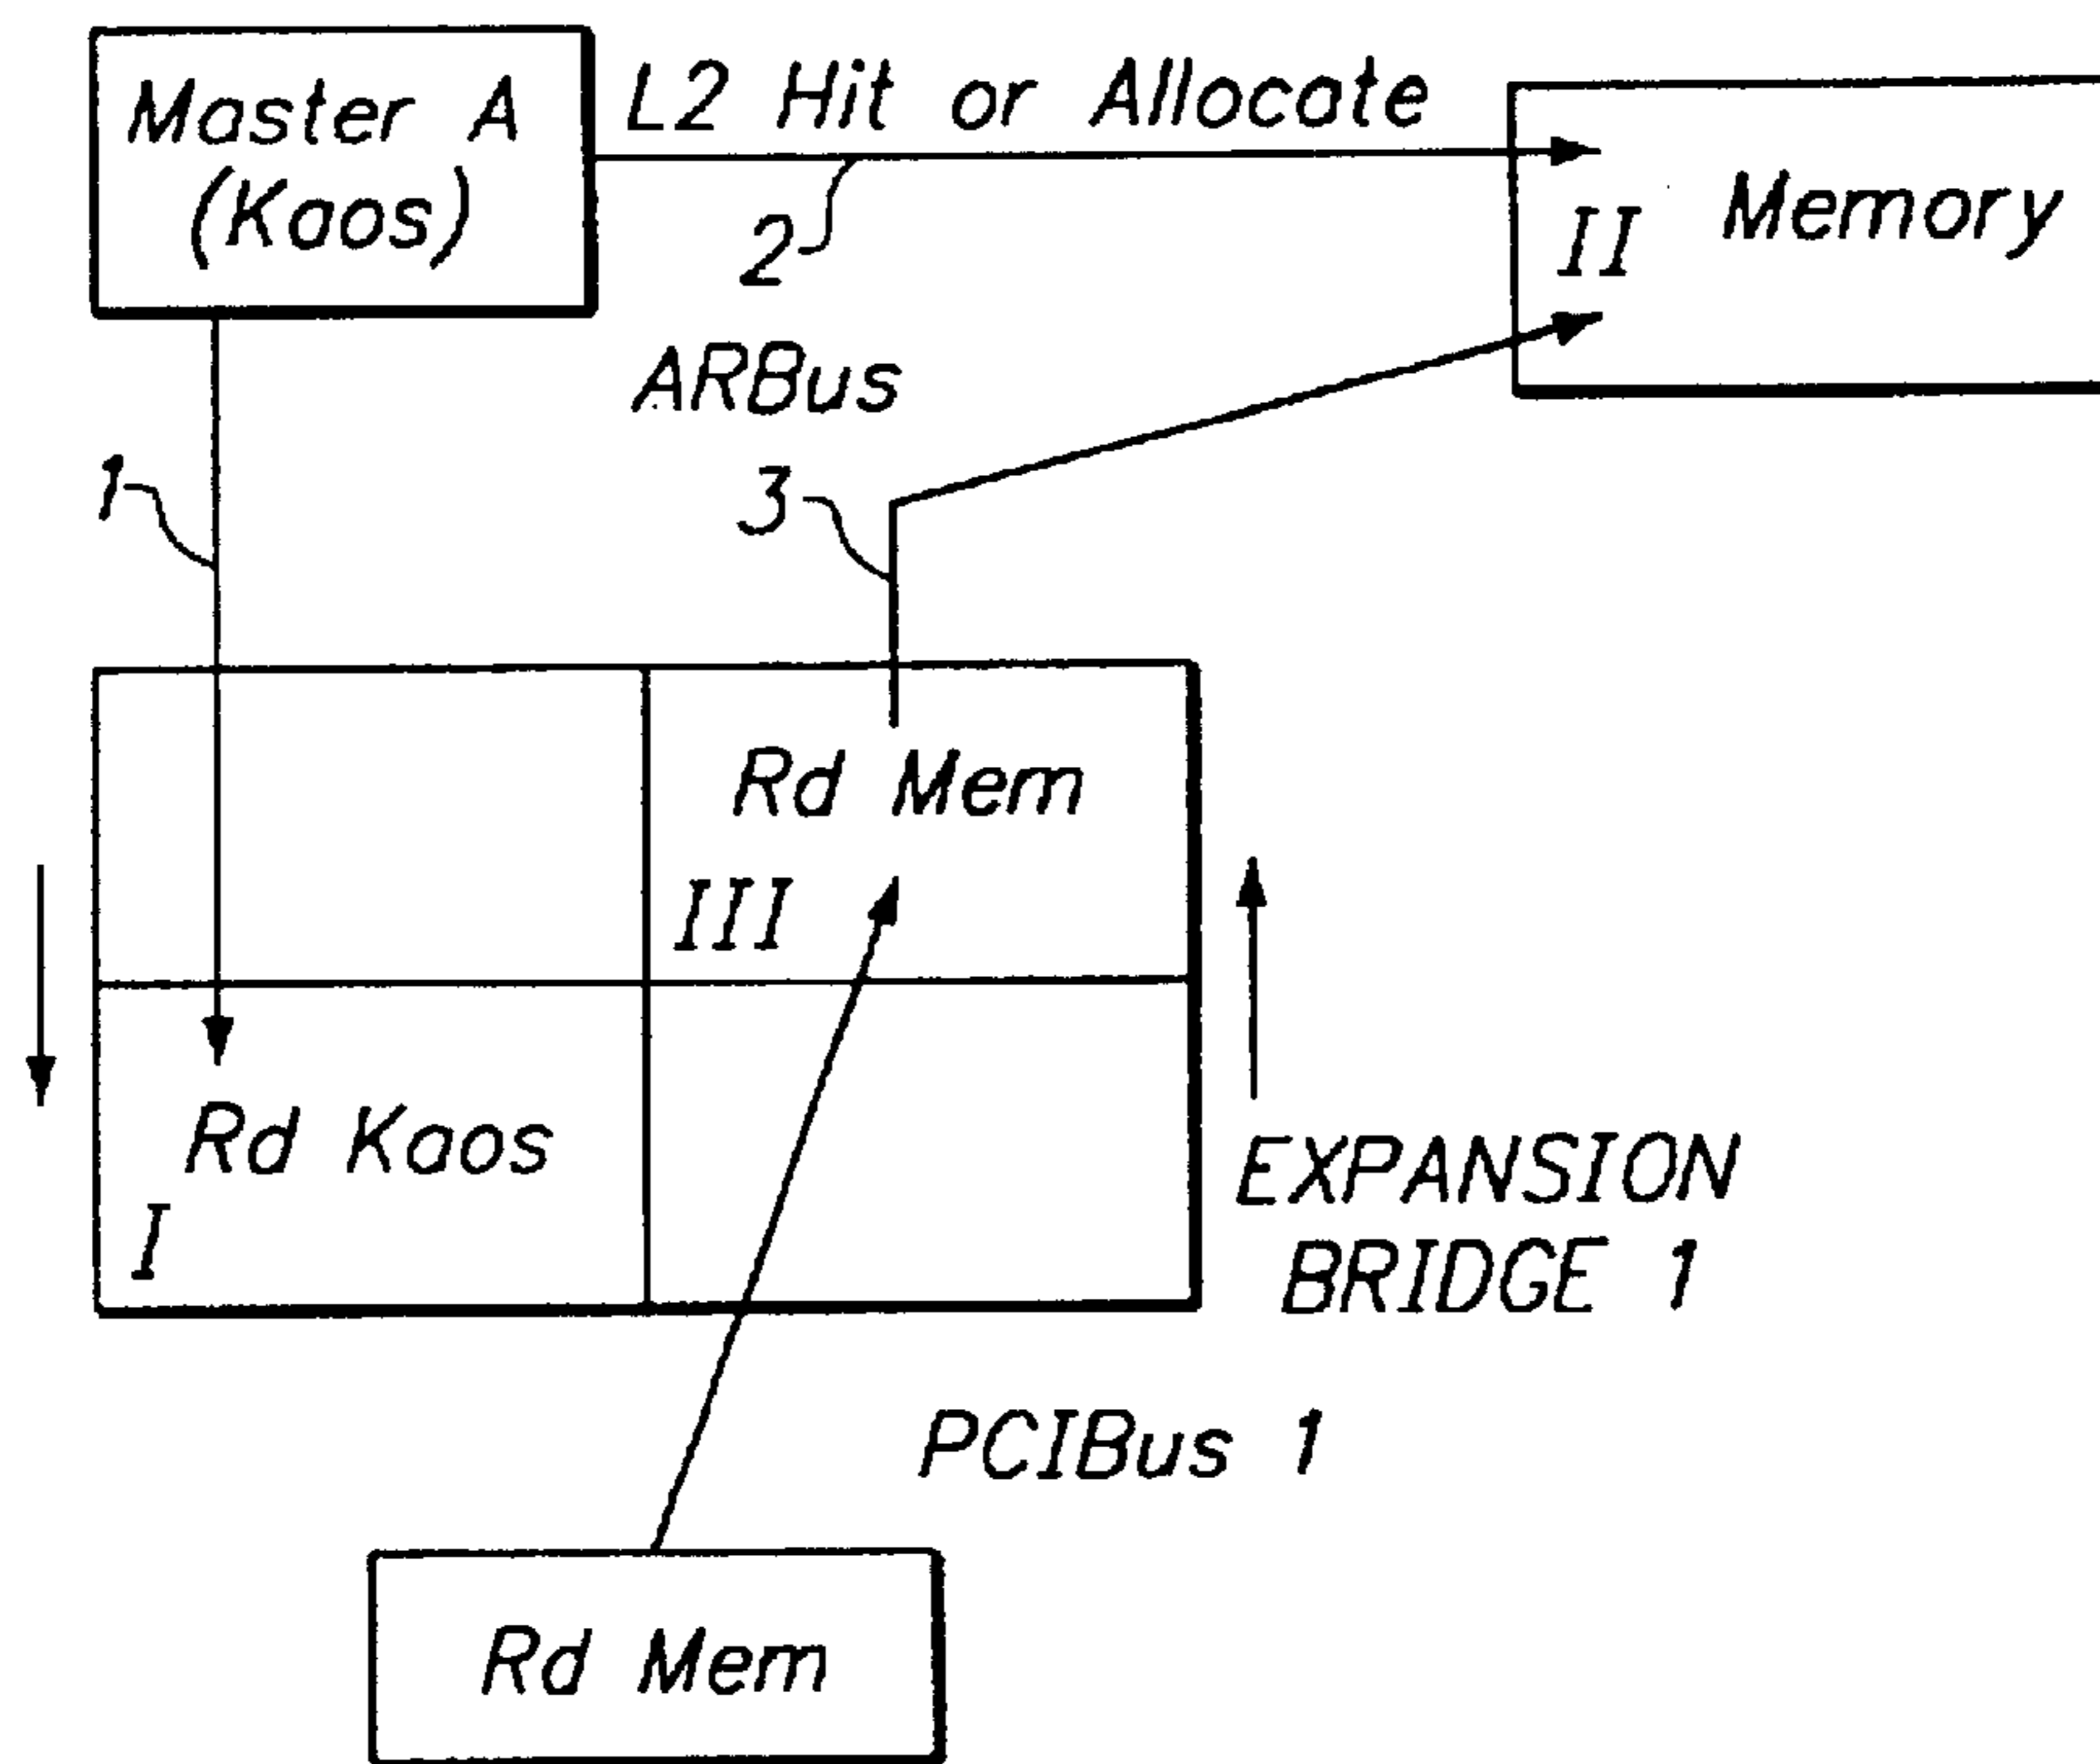 Master A
(Kaos)
L2 Hit or Allocate
2
II
Memory
ARBus
1
3
Rd Mem
III
Rd Kaos
I
EXPANSION
BRIDGE 1
PCIBus 1
Rd Mem